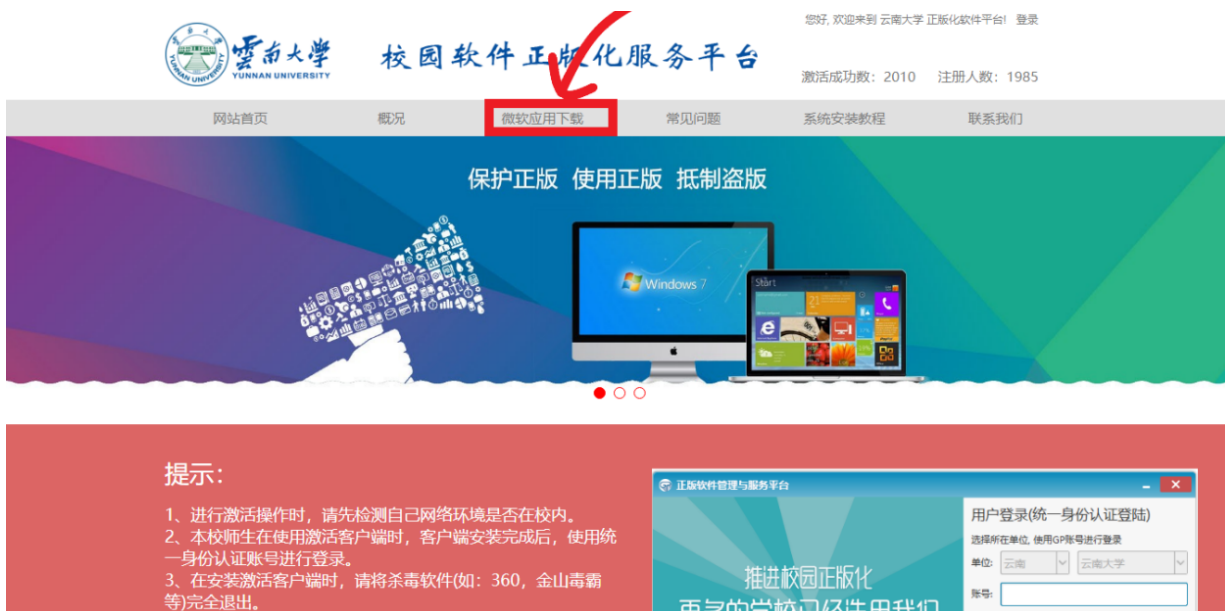 您好, 欢迎来到 云南大学 正版化软件平台! 登录
雲南大學
YUNNAN UNIVERSITY
校园软件正版化服务平台
激活成功数: 2010 注册人数: 1985
网站首页 概况 微软应用下载 常见问题 系统安装教程 联系我们
保护正版 使用正版 抵制盗版
Windows 7
Start
提示:
1、进行激活操作时，请先检测自己网络环境是否在校内。
2、本校师生在使用激活客户端时，客户端安装完成后，使用统
一身份认证账号进行登录。
3、在安装激活客户端时，请将杀毒软件(如: 360，金山毒霸
等)完全退出。
正版软件管理与服务平台
用户登录(统一身份认证登陆)
选择所在单位, 使用GP账号进行登录
单位: 云南 云南大学
账号:
推进校园正版化
更多的学校已经选用我们